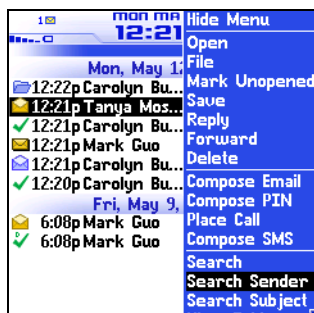 1
mon ma
12:21
Mon, May 12
12:22p Carolyn Bu...
12:21p Tanya Mos...
12:21p Carolyn Bu...
12:21p Mark Guo
12:21p Carolyn Bu...
12:20p Carolyn Bu...
Fri, May 9,
6:08p Mark Guo
6:08p Mark Guo
Hide Menu
Open
File
Mark Unopened
Save
Reply
Forward
Delete
Compose Email
Compose PIN
Place Call
Compose SMS
Search
Search Sender
Search Subject